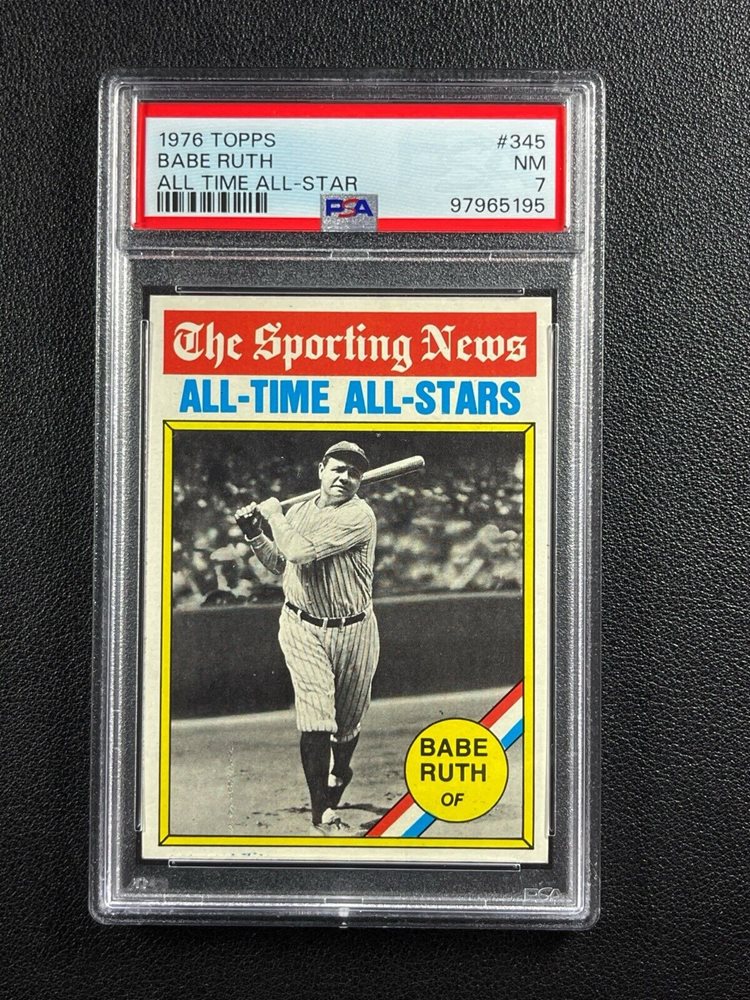 1976 TOPPS #345
BABE RUTH NM
ALL TIME ALL-STAR 7
PSA 97965195
The Sporting News
ALL-TIME ALL-STARS
BABE
RUTH
OF
PSA